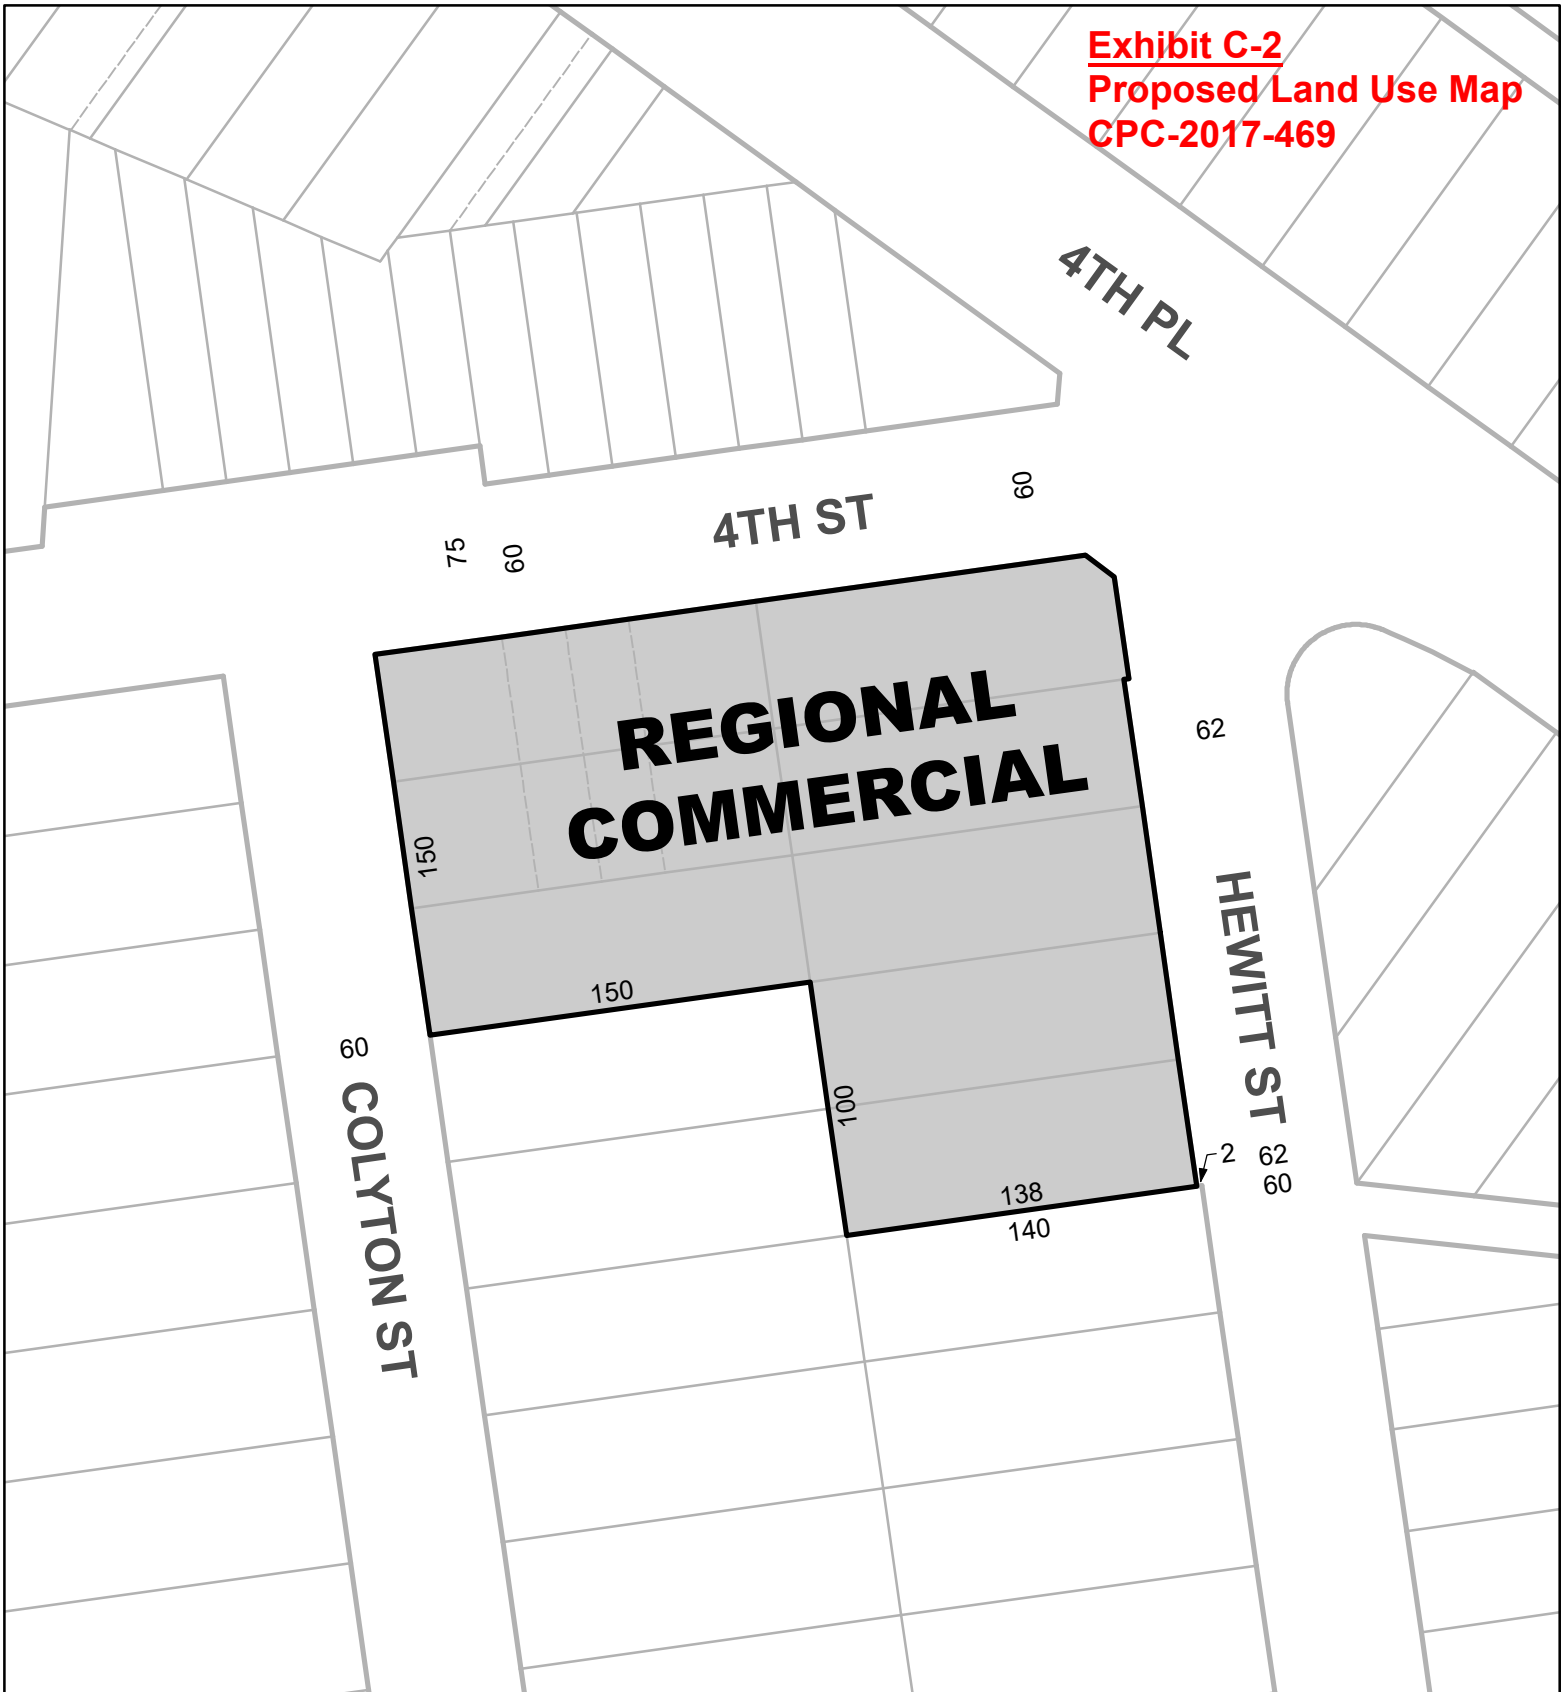 Exhibit C-2
Proposed Land Use Map
CPC-2017-469
4TH PL
60
4TH ST
75
60
REGIONAL
COMMERCIAL
62
150
HEWITT ST
150
60
COLYTON ST
100
2
62
60
138
140